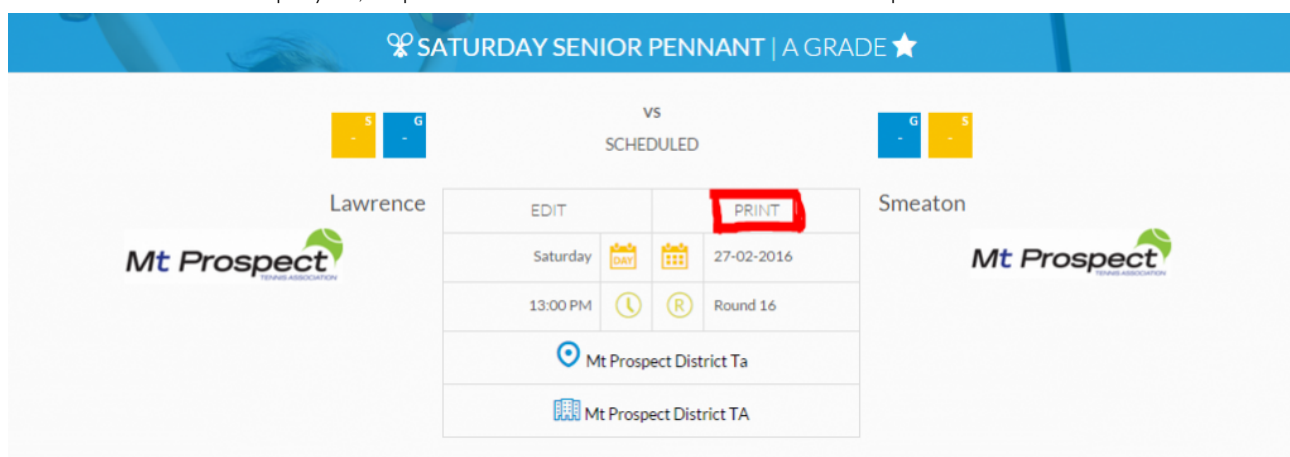 SATURDAY SENIOR PENNANT | A GRADE
VS
SCHEDULED
S G
- -
G S
- -
Lawrence
EDIT PRINT
Smeaton
Mt Prospect
TENNIS ASSOCIATION
Saturday DAY 27-02-2016
Mt Prospect
TENNIS ASSOCIATION
13:00 PM R Round 16
Mt Prospect District Ta
Mt Prospect District TA